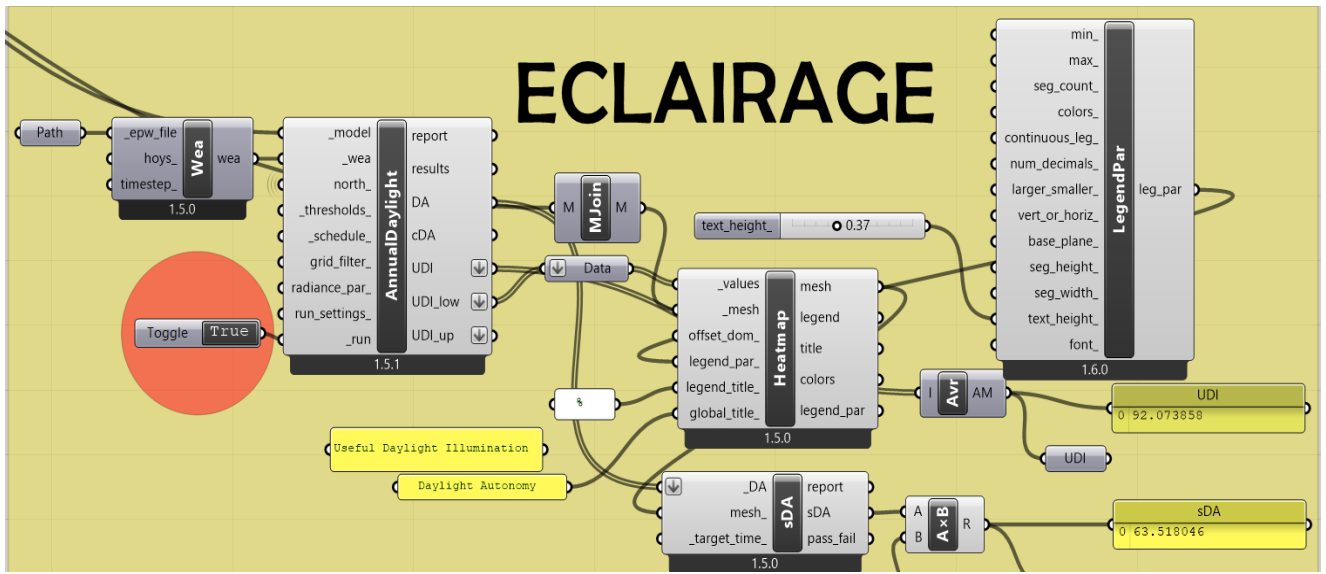 ECLAIRAGE
Path
_epw_file
hoys_
timestep_
Wea
wea
1.5.0
Toggle
True
_model
_wea
north_
_thresholds_
_schedule_
grid_filter_
radiance_par_
run_settings_
_run
AnnualDaylight
report
results
DA
cDA
UDI
UDI_low
UDI_up
1.5.1
M
MJoin
M
Data
%
Useful Daylight Illumination
Daylight Autonomy
text_height_
0.37
_values
_mesh
offset_dom_
legend_par_
legend_title_
global_title_
Heatmap
mesh
legend
title
colors
legend_par
1.5.0
min_
max_
seg_count_
colors_
continuous_leg_
num_decimals_
larger_smaller_
vert_or_horiz_
base_plane_
seg_height_
seg_width_
text_height_
font_
LegendPar
leg_par
1.6.0
I
Avr
AM
UDI
0 92.073858
UDI
_DA
mesh_
_target_time_
sDA
report
sDA
pass_fail
1.5.0
A
B
A×B
R
sDA
0 63.518046